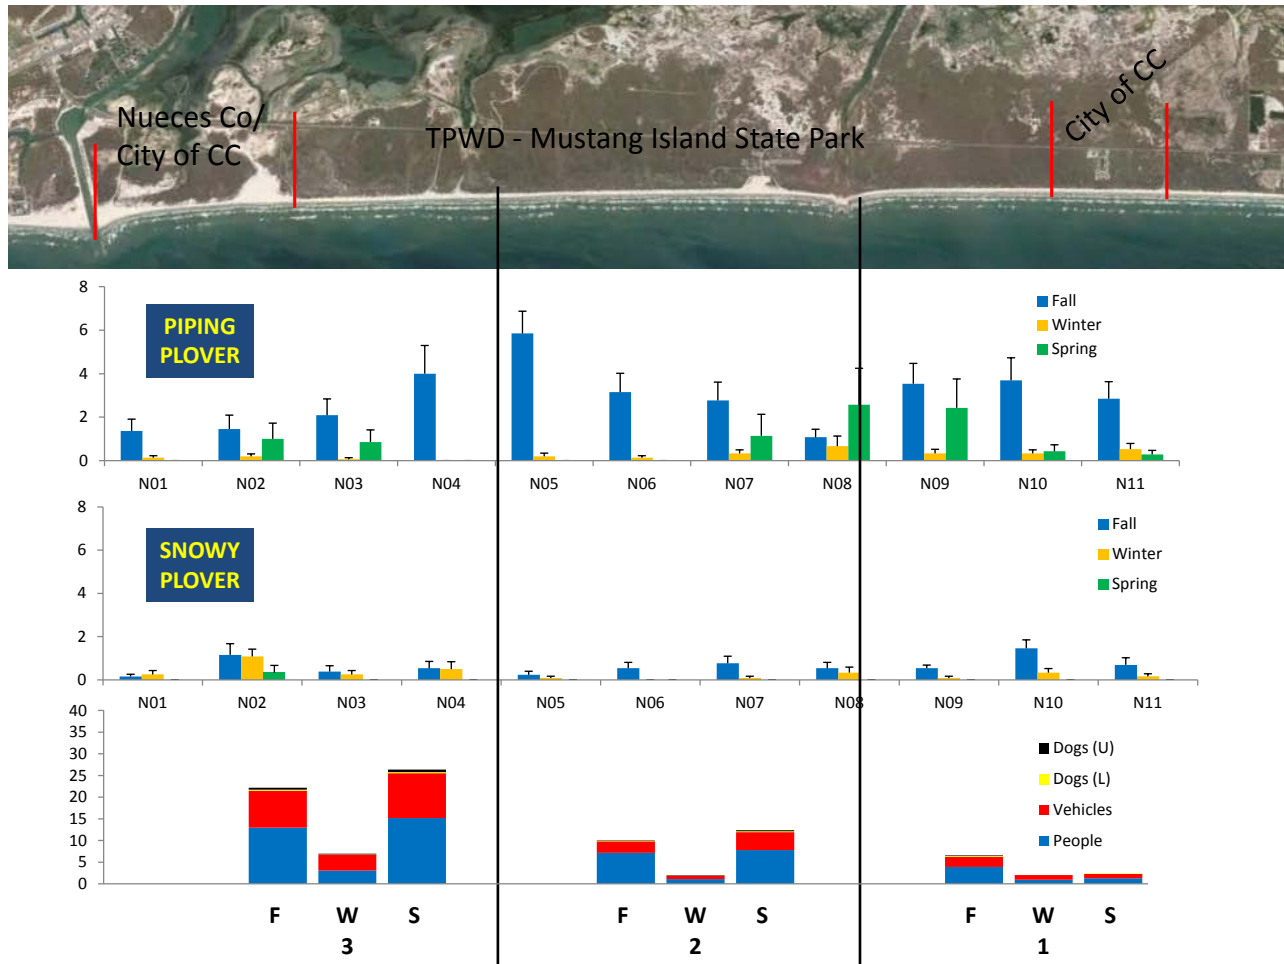 Nueces Co/
City of CC
TPWD - Mustang Island State Park
City of CC
8
6
4
2
0
PIPING
PLOVER
Fall
Winter
Spring
N01 N02 N03 N04 N05 N06 N07 N08 N09 N10 N11
8
6
4
2
0
SNOWY
PLOVER
Fall
Winter
Spring
N01 N02 N03 N04 N05 N06 N07 N08 N09 N10 N11
40
35
30
25
20
15
10
5
0
Dogs (U)
Dogs (L)
Vehicles
People
F W S F W S F W S
3 2 1